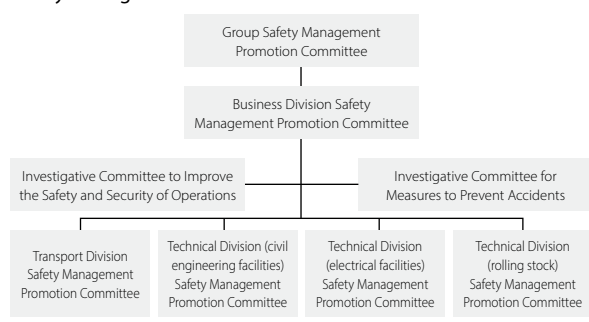 Group Safety Management
Promotion Committee
Business Division Safety
Management Promotion Committee
Investigative Committee to Improve
the Safety and Security of Operations
Investigative Committee for
Measures to Prevent Accidents
Transport Division
Safety Management
Promotion Committee
Technical Division (civil
engineering facilities)
Safety Management
Promotion Committee
Technical Division
(electrical facilities)
Safety Management
Promotion Committee
Technical Division
(rolling stock)
Safety Management
Promotion Committee